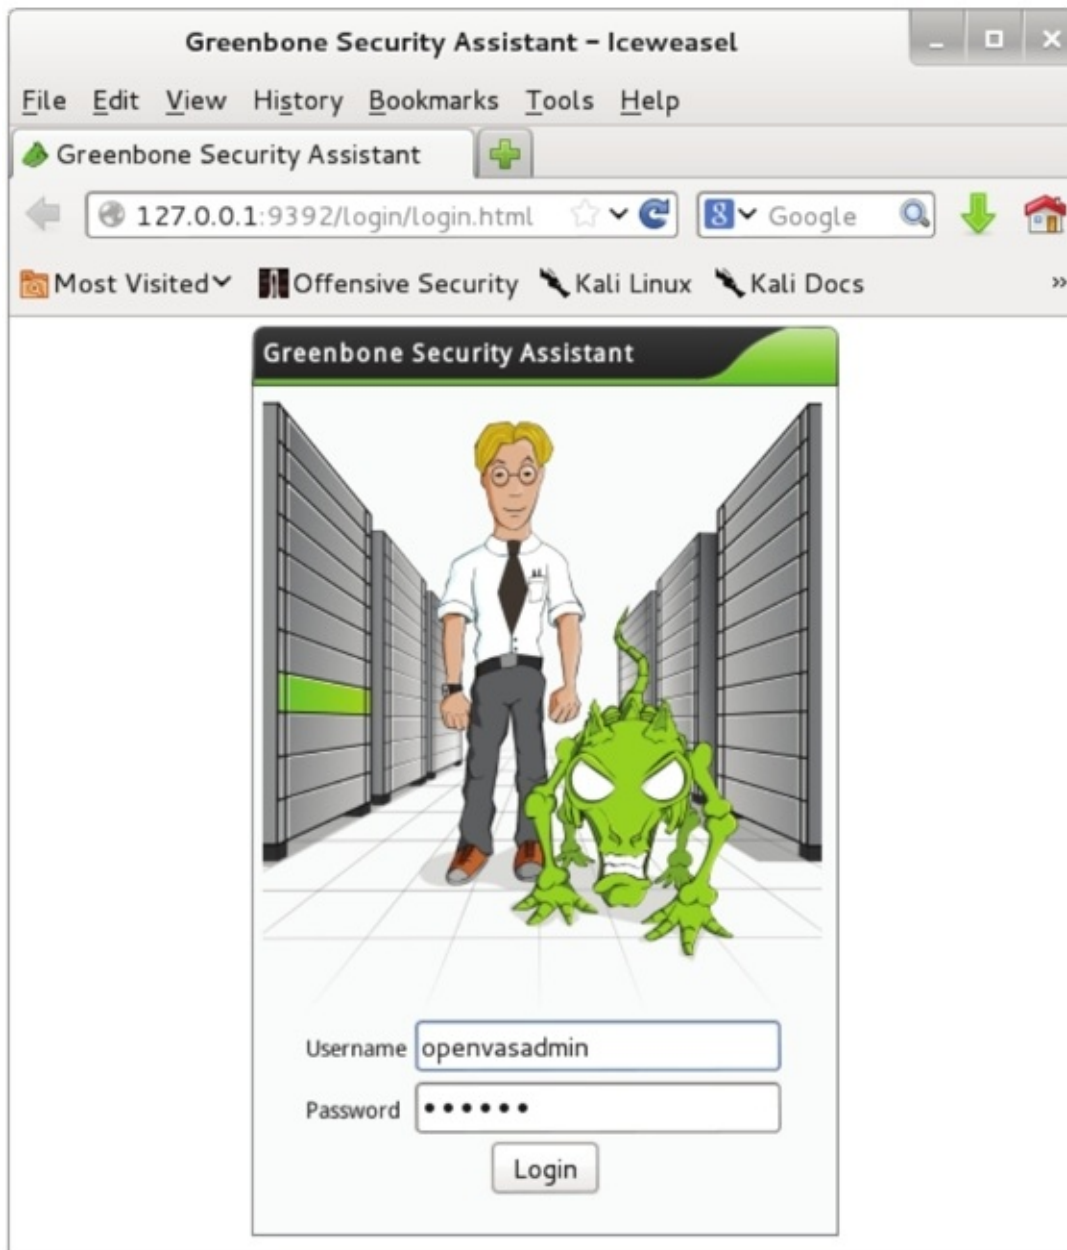 Greenbone Security Assistant - Iceweasel
File Edit View History Bookmarks Tools Help
Greenbone Security Assistant
127.0.0.1:9392/login/login.html
Google
Most Visited
Offensive Security
Kali Linux
Kali Docs
»
Greenbone Security Assistant
Username openvasadmin
Password ••••••
Login